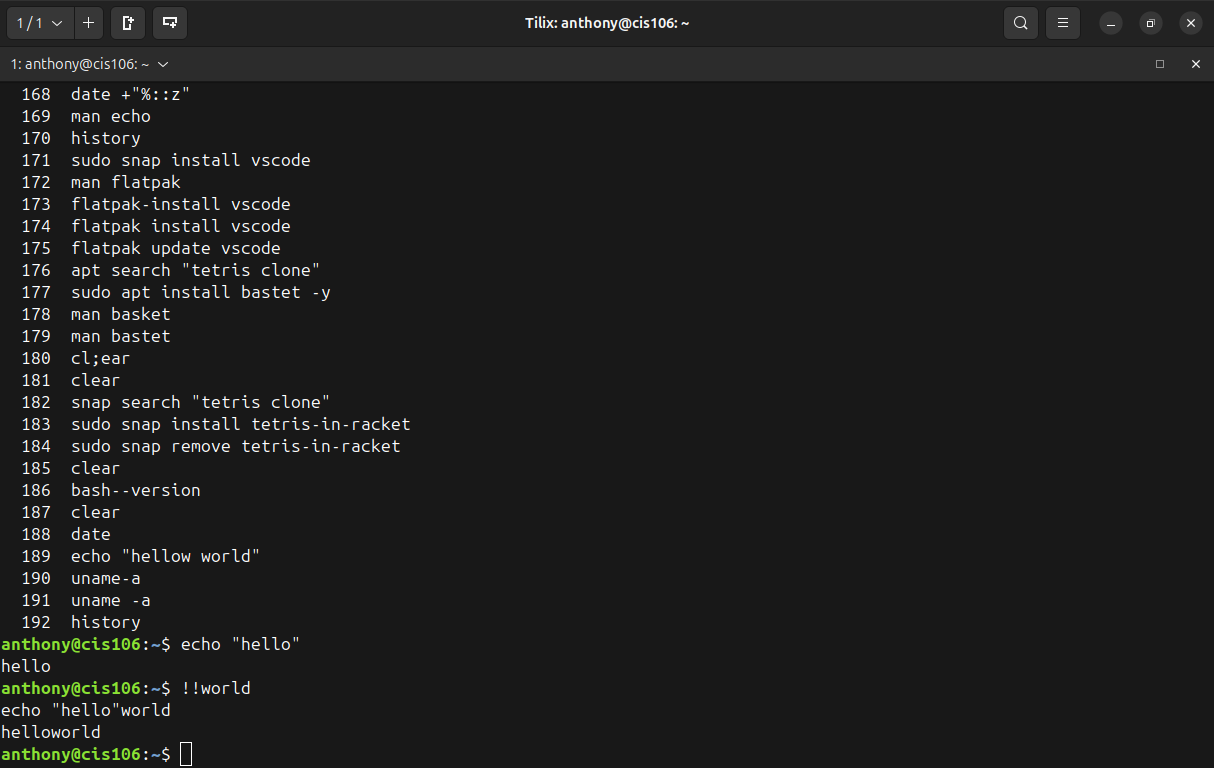 1 / 1
Tilix: anthony@cis106: ~
1: anthony@cis106: ~
168  date +"%::z"
169  man echo
170  history
171  sudo snap install vscode
172  man flatpak
173  flatpak-install vscode
174  flatpak install vscode
175  flatpak update vscode
176  apt search "tetris clone"
177  sudo apt install bastet -y
178  man basket
179  man bastet
180  cl;ear
181  clear
182  snap search "tetris clone"
183  sudo snap install tetris-in-racket
184  sudo snap remove tetris-in-racket
185  clear
186  bash--version
187  clear
188  date
189  echo "hellow world"
190  uname-a
191  uname -a
192  history
anthony@cis106:~$ echo "hello"
hello
anthony@cis106:~$ !!world
echo "hello"world
helloworld
anthony@cis106:~$